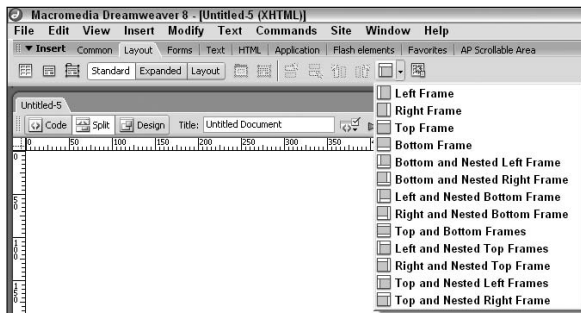 Macromedia Dreamweaver 8 - [Untitled-5 (XHTML)]
File Edit View Insert Modify Text Commands Site Window Help
▼ Insert Common Layout Forms Text HTML Application Flash elements Favorites AP Scrollable Area
Standard Expanded Layout
Untitled-5
Code Split Design Title: Untitled Document
0 50 100 150 200 250 300 350
0
50
100
150
Left Frame
Right Frame
Top Frame
Bottom Frame
Bottom and Nested Left Frame
Bottom and Nested Right Frame
Left and Nested Bottom Frame
Right and Nested Bottom Frame
Top and Bottom Frames
Left and Nested Top Frames
Right and Nested Top Frame
Top and Nested Left Frames
Top and Nested Right Frame